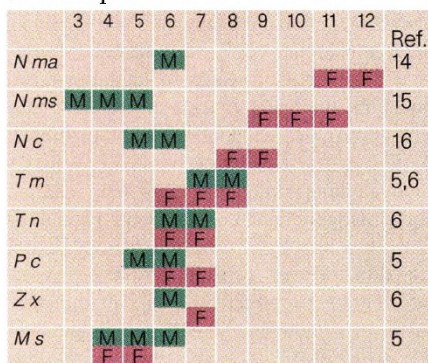 3 4 5 6 7 8 9 10 11 12 Ref.
N ma M 14
F F
N ms M M M 15
F F F
N c M M 16
F F
T m M M 5,6
F F F
T n M M 6
F F
P c M M 5
F F
Z x M 6
F
M s M M M 5
F F